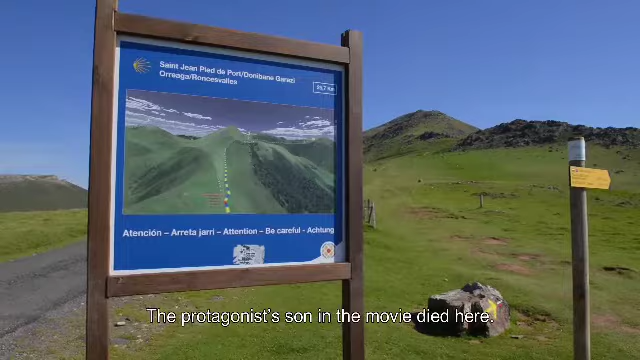 Saint Jean Pied de Port/Donibane Garazi
Orreaga/Roncesvalles
Atención – Arreta jarri – Attention – Be careful - Achtung
The protagonist's son in the movie died here.